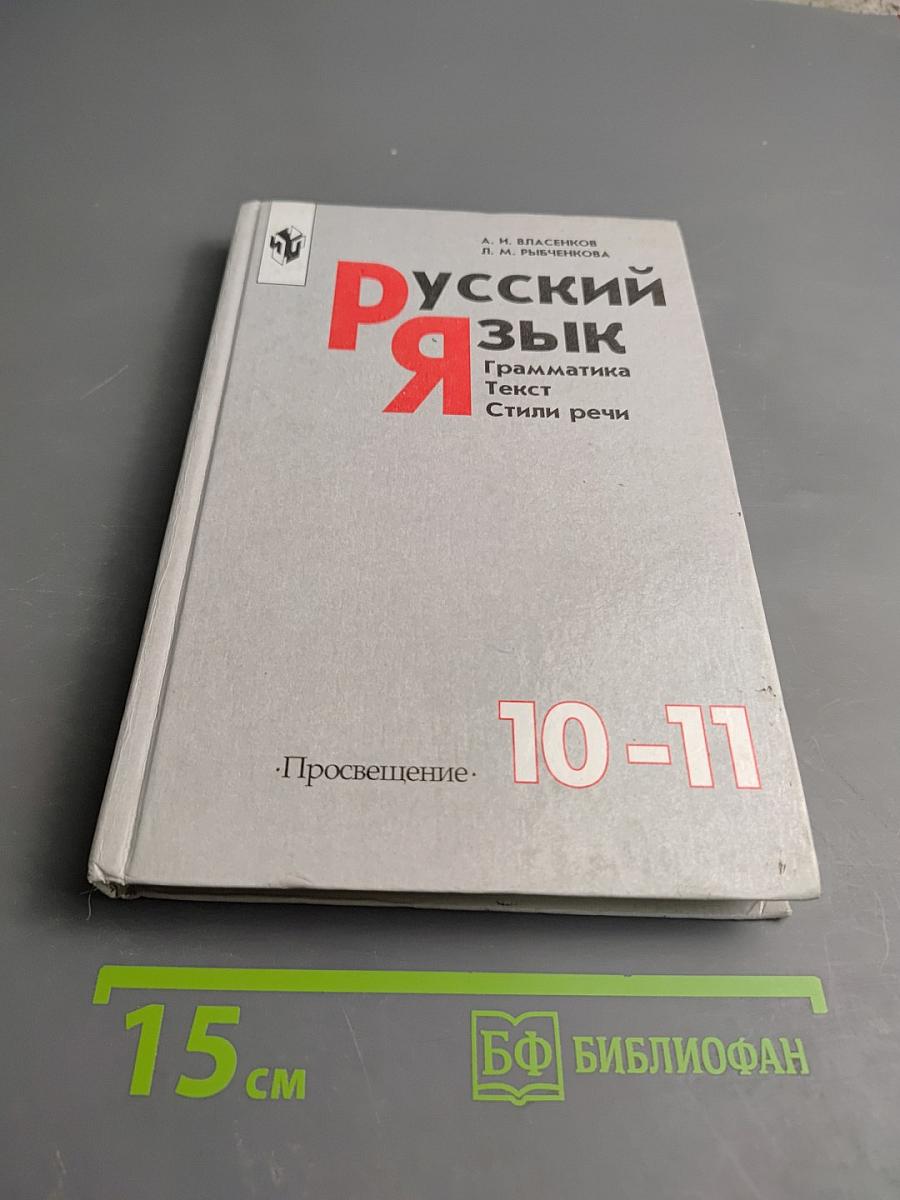 А. И. ВЛАСЕНКОВ
Л. М. РЫБЧЕНКОВА
РУССКИЙ
ЯЗЫК
Грамматика
Текст
Стили речи
·Просвещение· 10-11
15 см БФ БИБЛИОФАН